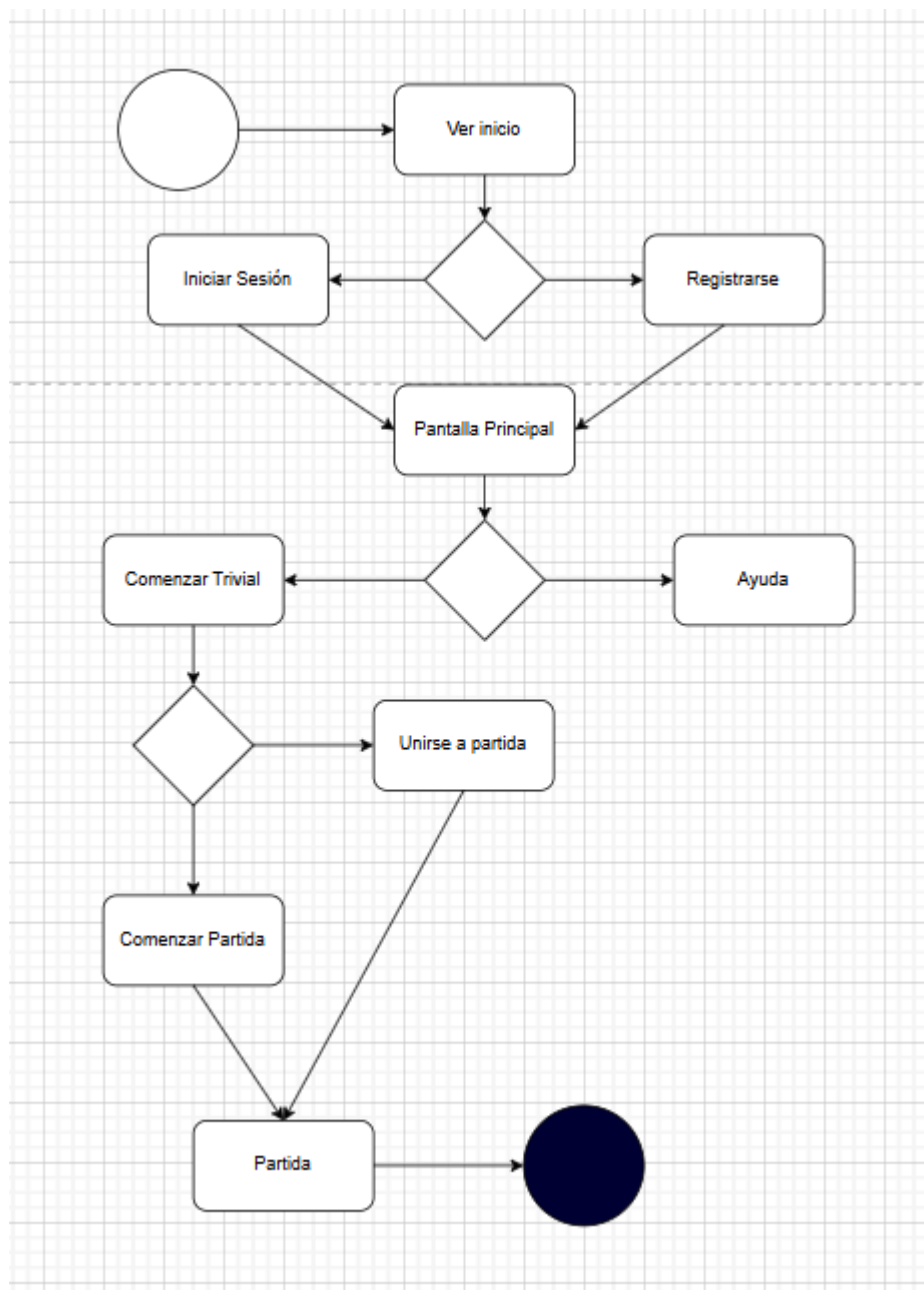 Ver inicio
Iniciar Sesión
Registrarse
Pantalla Principal
Comenzar Trivial
Ayuda
Unirse a partida
Comenzar Partida
Partida